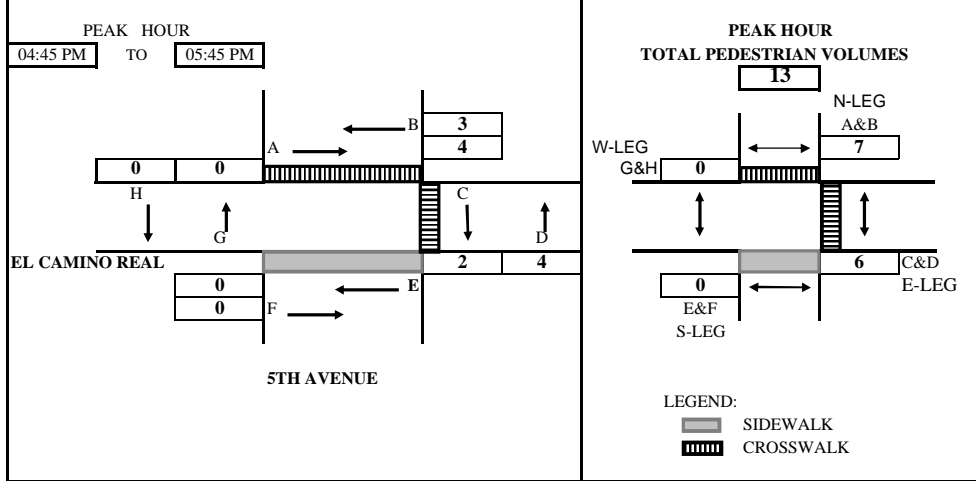 PEAK HOUR
04:45 PM TO 05:45 PM
B 3
A 4
0 0
H C
G D
EL CAMINO REAL 2 4
0 E
0 F
5TH AVENUE
PEAK HOUR
TOTAL PEDESTRIAN VOLUMES
13
N-LEG
A&B
W-LEG 7
G&H 0
6 C&D
0 E-LEG
E&F
S-LEG
LEGEND:
SIDEWALK
CROSSWALK